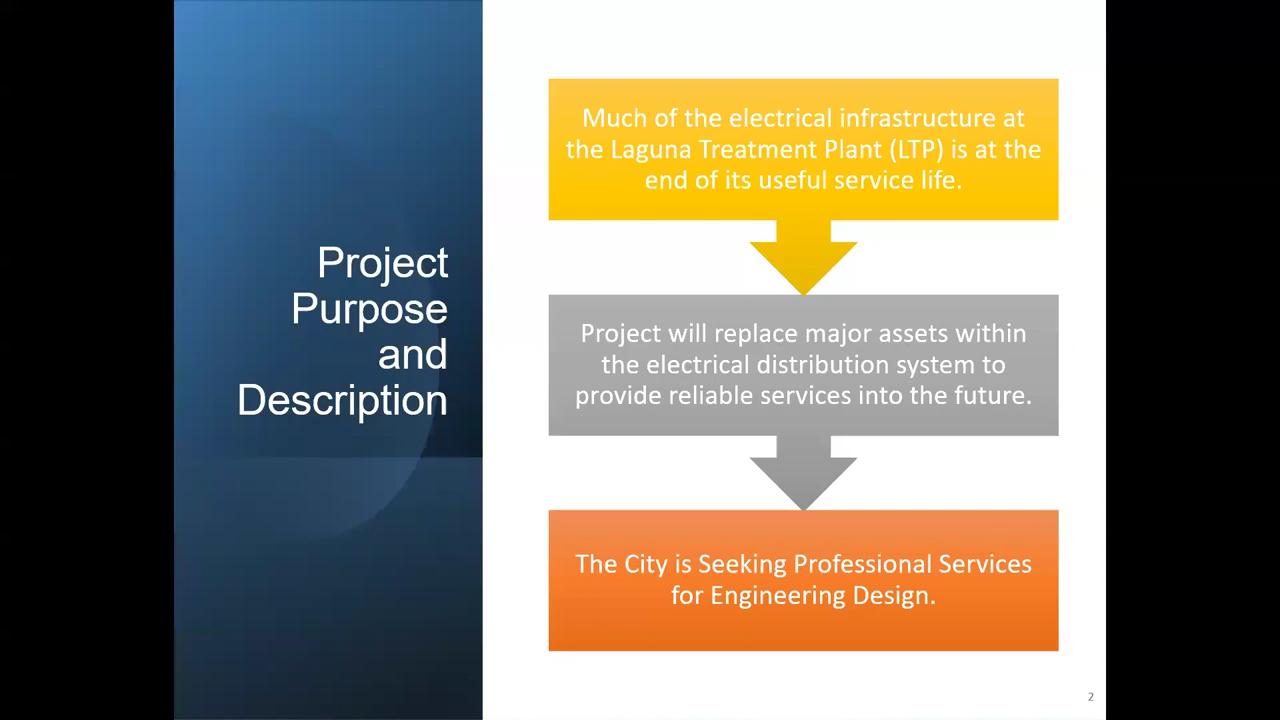 Project
Purpose
and
Description
Much of the electrical infrastructure at
the Laguna Treatment Plant (LTP) is at the
end of its useful service life.
Project will replace major assets within
the electrical distribution system to
provide reliable services into the future.
The City is Seeking Professional Services
for Engineering Design.
2